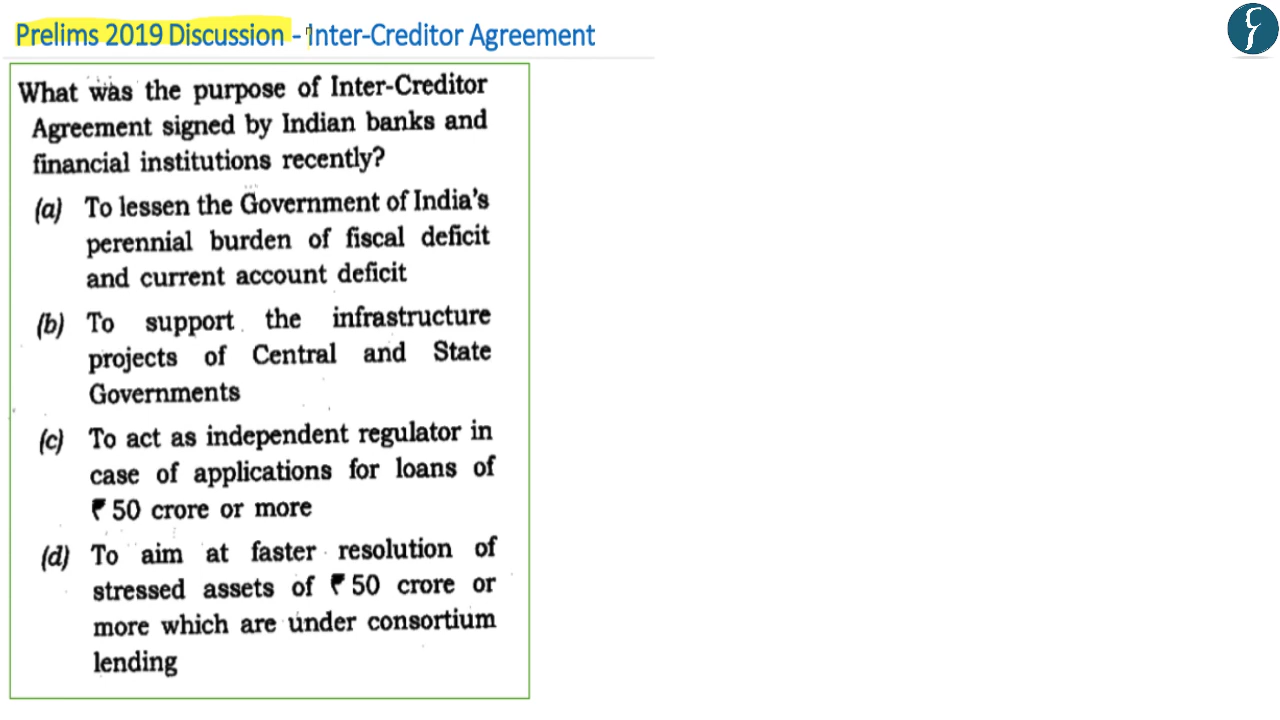 Prelims 2019 Discussion - Inter-Creditor Agreement
What was the purpose of Inter-Creditor
Agreement signed by Indian banks and
financial institutions recently?
(a) To lessen the Government of India's
perennial burden of fiscal deficit
and current account deficit
(b) To support the infrastructure
projects of Central and State
Governments
(c) To act as independent regulator in
case of applications for loans of
₹ 50 crore or more
(d) To aim at faster resolution of
stressed assets of ₹ 50 crore or
more which are under consortium
lending